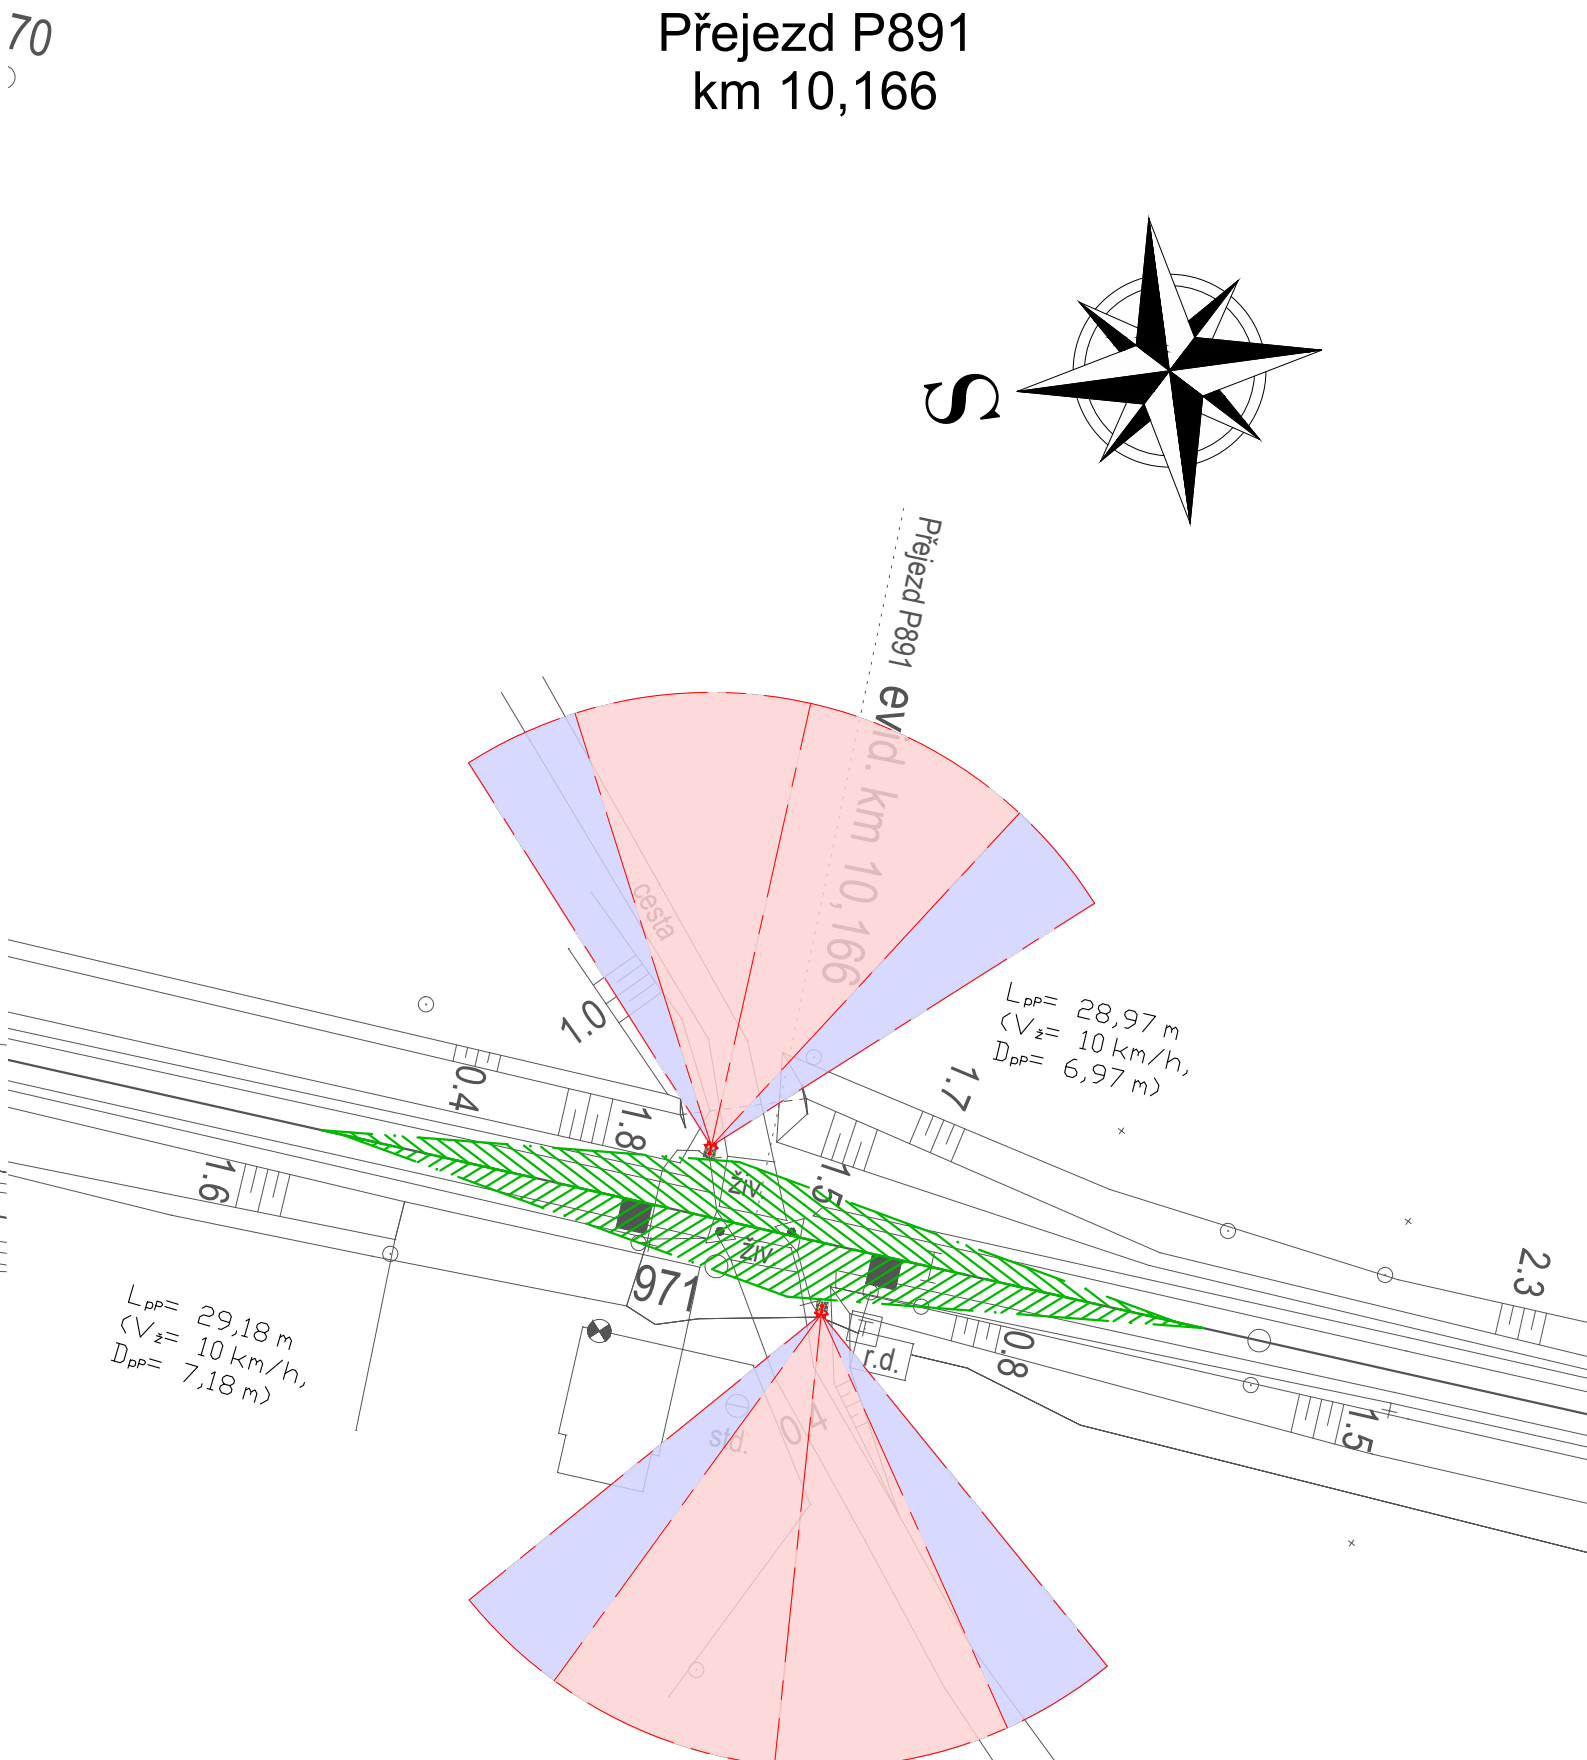 70
Přejezd P891
km 10,166
S
Přejezd P891 evid. km 10,166
cesta
1.0
Lpp= 28,97 m
(Vž= 10 km/h,
Dpp= 6,97 m)
0.4
1.8
1.7
1.6
živ.
1.5
živ.
971
2.3
Lpp= 29,18 m
(Vž= 10 km/h,
Dpp= 7,18 m)
r.d.
0.8
std.
0.4
1.5